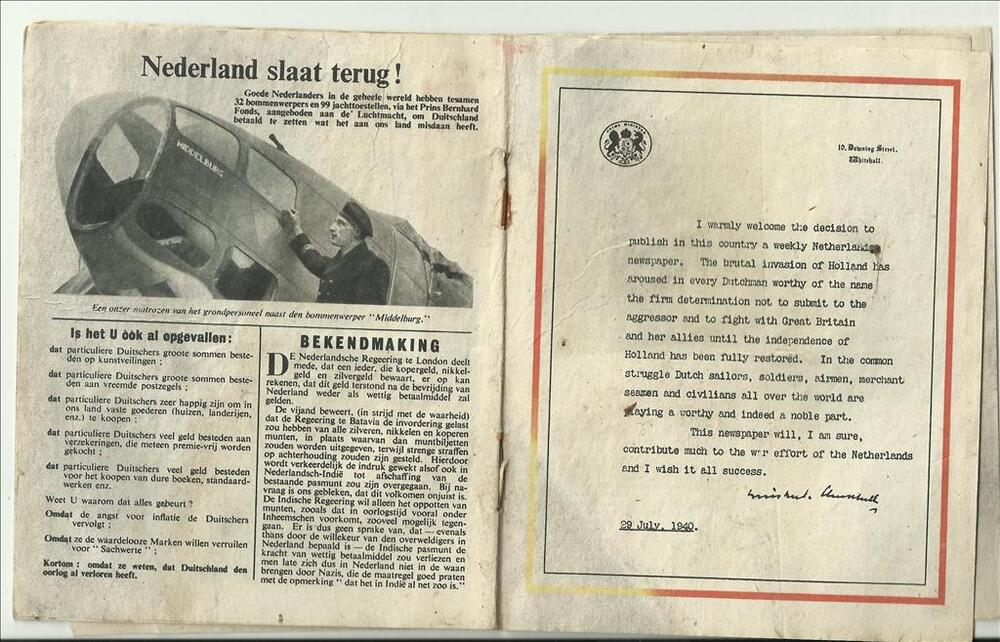 Nederland slaat terug!
Goede Nederlanders in de geheele wereld hebben tesamen
32 bommenwerpers en 99 jachttoestellen, via het Prins Bernhard
Fonds, aangeboden aan de Luchtmacht, om Duitschland
betaald te zetten wat het aan ons land misdaan heeft.
MIDDELBURG
Een onzer matrozen van het grondpersoneel naast den bommenwerper "Middelburg."
Is het U òòk al opgevallen:
dat particuliere Duitschers groote sommen beste-
den op kunstveilingen ;
dat particuliere Duitschers groote sommen beste-
den aan vreemde postzegels ;
dat particuliere Duitschers zeer happig zijn om in
ons land vaste goederen (huizen, landerijen,
enz.) te koopen ;
dat particuliere Duitschers veel geld besteden aan
verzekeringen, die meteen premie-vrij worden
gekocht ;
dat particuliere Duitschers veel geld besteden
voor het koopen van dure boeken, standaard-
werken enz.
Weet U waarom dat alles gebeurt ?
Omdat de angst voor inflatie de Duitschers
vervolgt ;
Omdat ze de waardelooze Marken willen verruilen
voor " Sachwerte " ;
Kortom : omdat ze weten, dat Duitschland den
oorlog al verloren heeft.
BEKENDMAKING
DE Nederlandsche Regeering te London deelt
mede, dat een ieder, die kopergeld, nikkel-
geld en zilvergeld bewaart, er op kan
rekenen, dat dit geld terstond na de bevrijding van
Nederland weder als wettig betaalmiddel zal
gelden.
De vijand beweert, (in strijd met de waarheid)
dat de Regeering te Batavia de invordering gelast
zou hebben van alle zilveren, nikkelen en koperen
munten, in plaats waarvan dan muntbiljetten
zouden worden uitgegeven, terwijl strenge straffen
op achterhouding zouden zijn gesteld. Hierdoor
wordt verkeerdelijk de indruk gewekt alsof ook in
Nederlandsch-Indië tot afschaffing van de
bestaande pasmunt zou zijn overgegaan. Bij na-
vraag is ons gebleken, dat dit volkomen onjuist is.
De Indische Regeering wil alleen het oppotten van
munten, zooals dat in oorlogstijd vooral onder
Inheemschen voorkomt, zooveel mogelijk tegen-
gaan. Er is dus geen sprake van, dat — evenals
thans door de willekeur van den overweldigers in
Nederland bepaald is — de Indische pasmunt de
kracht van wettig betaalmiddel zou verliezen en
men late zich dus in Nederland niet in de waan
brengen door Nazis, die de maatregel goed praten
met de opmerking " dat het in Indië al net zoo is."
PRIME MINISTER
10, Downing Street,
Whitehall.
I warmly welcome the decision to
publish in this country a weekly Netherlands
newspaper. The brutal invasion of Holland has
aroused in every Dutchman worthy of the name
the firm determination not to submit to the
aggressor and to fight with Great Britain
and her allies until the independence of
Holland has been fully restored. In the common
struggle Dutch sailors, soldiers, airmen, merchant
seamen and civilians all over the world are
playing a worthy and indeed a noble part.
This newspaper will, I am sure,
contribute much to the war effort of the Netherlands
and I wish it all success.
Winston S. Churchill
29 July, 1940.